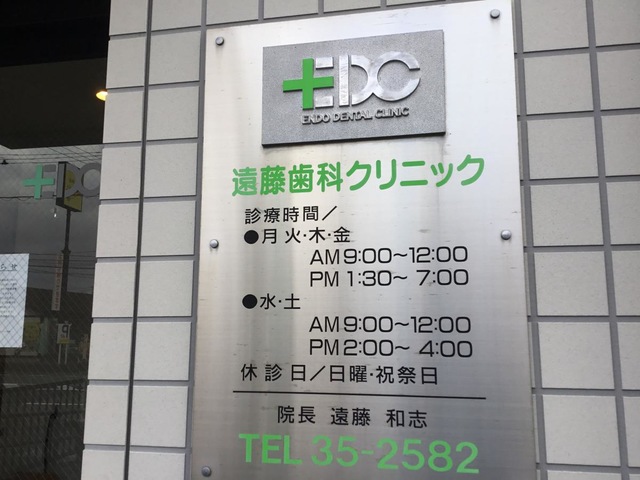 EDC
ENDO DENTAL CLINIC
遠藤歯科クリニック
診療時間/
●月 火・木・金
AM 9:00~12:00
PM 1:30~ 7:00
●水・土
AM 9:00~12:00
PM 2:00~ 4:00
休診日/日曜・祝祭日
院長 遠藤 和志
TEL 35-2582
EDC